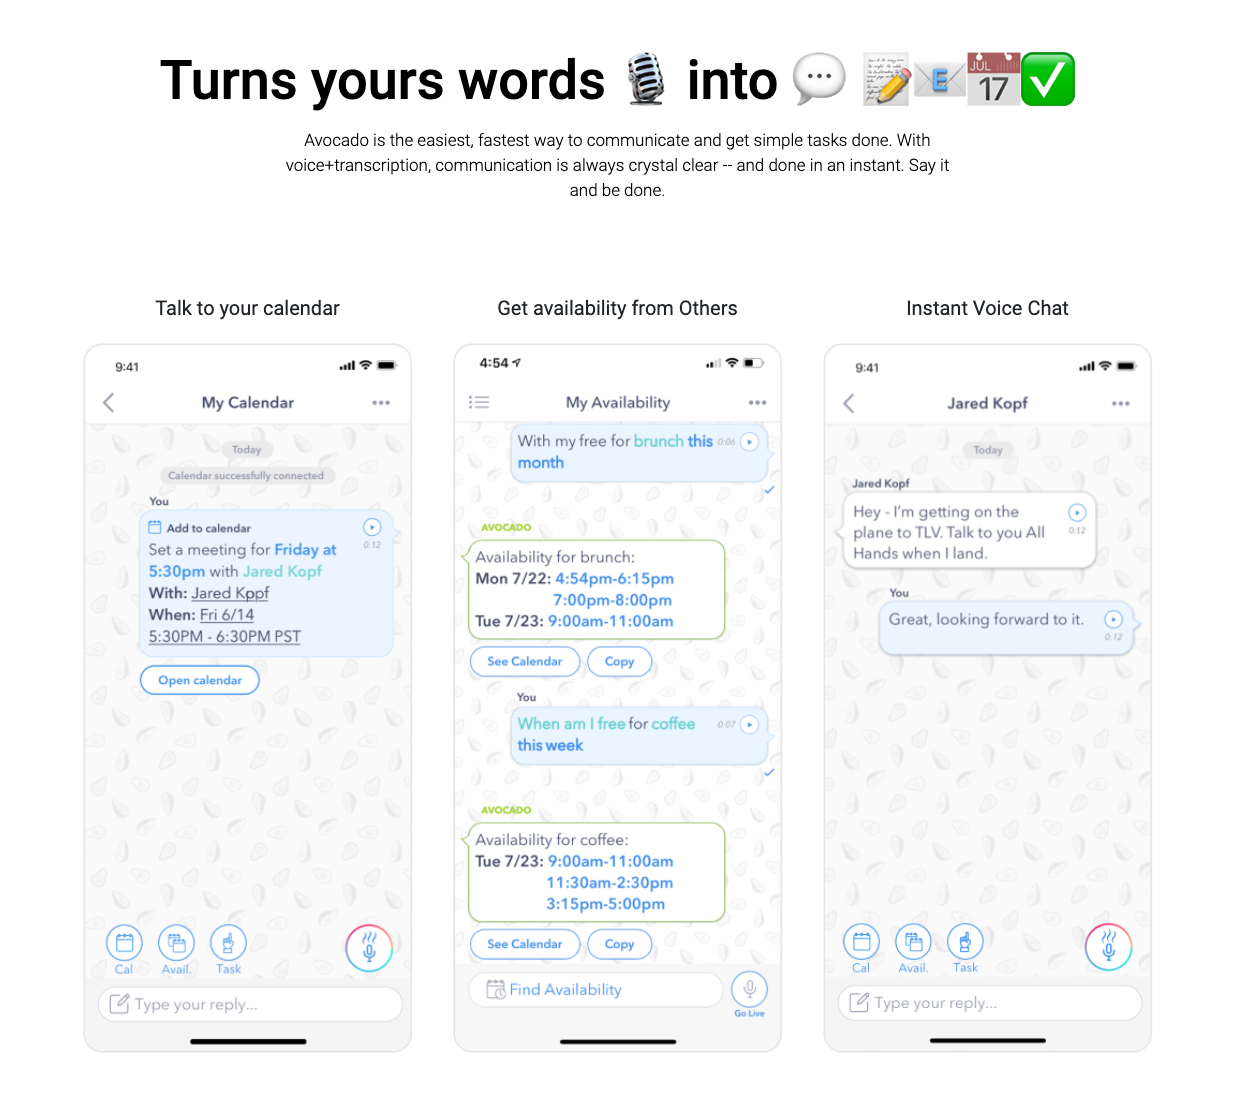 Turns yours words 🎙 into 💬 📝📧📅✅
JUL
17
Avocado is the easiest, fastest way to communicate and get simple tasks done. With
voice+transcription, communication is always crystal clear -- and done in an instant. Say it
and be done.
Talk to your calendar
9:41
My Calendar
Today
Calendar successfully connected
You
Add to calendar
0:12
Set a meeting for Friday at
5:30pm with Jared Kopf
With: Jared Kopf
When: Fri 6/14
5:30PM - 6:30PM PST
Open calendar
Cal
Avail.
Task
Type your reply...
Get availability from Others
4:54
My Availability
With my free for brunch this
month
0:06
AVOCADO
Availability for brunch:
Mon 7/22: 4:54pm-6:15pm
7:00pm-8:00pm
Tue 7/23: 9:00am-11:00am
See Calendar
Copy
You
When am I free for coffee
this week
0:07
AVOCADO
Availability for coffee:
Tue 7/23: 9:00am-11:00am
11:30am-2:30pm
3:15pm-5:00pm
See Calendar
Copy
Find Availability
Go Live
Instant Voice Chat
9:41
Jared Kopf
Today
Jared Kopf
Hey - I'm getting on the
plane to TLV. Talk to you All
Hands when I land.
0:12
You
Great, looking forward to it.
0:12
Cal
Avail.
Task
Type your reply...